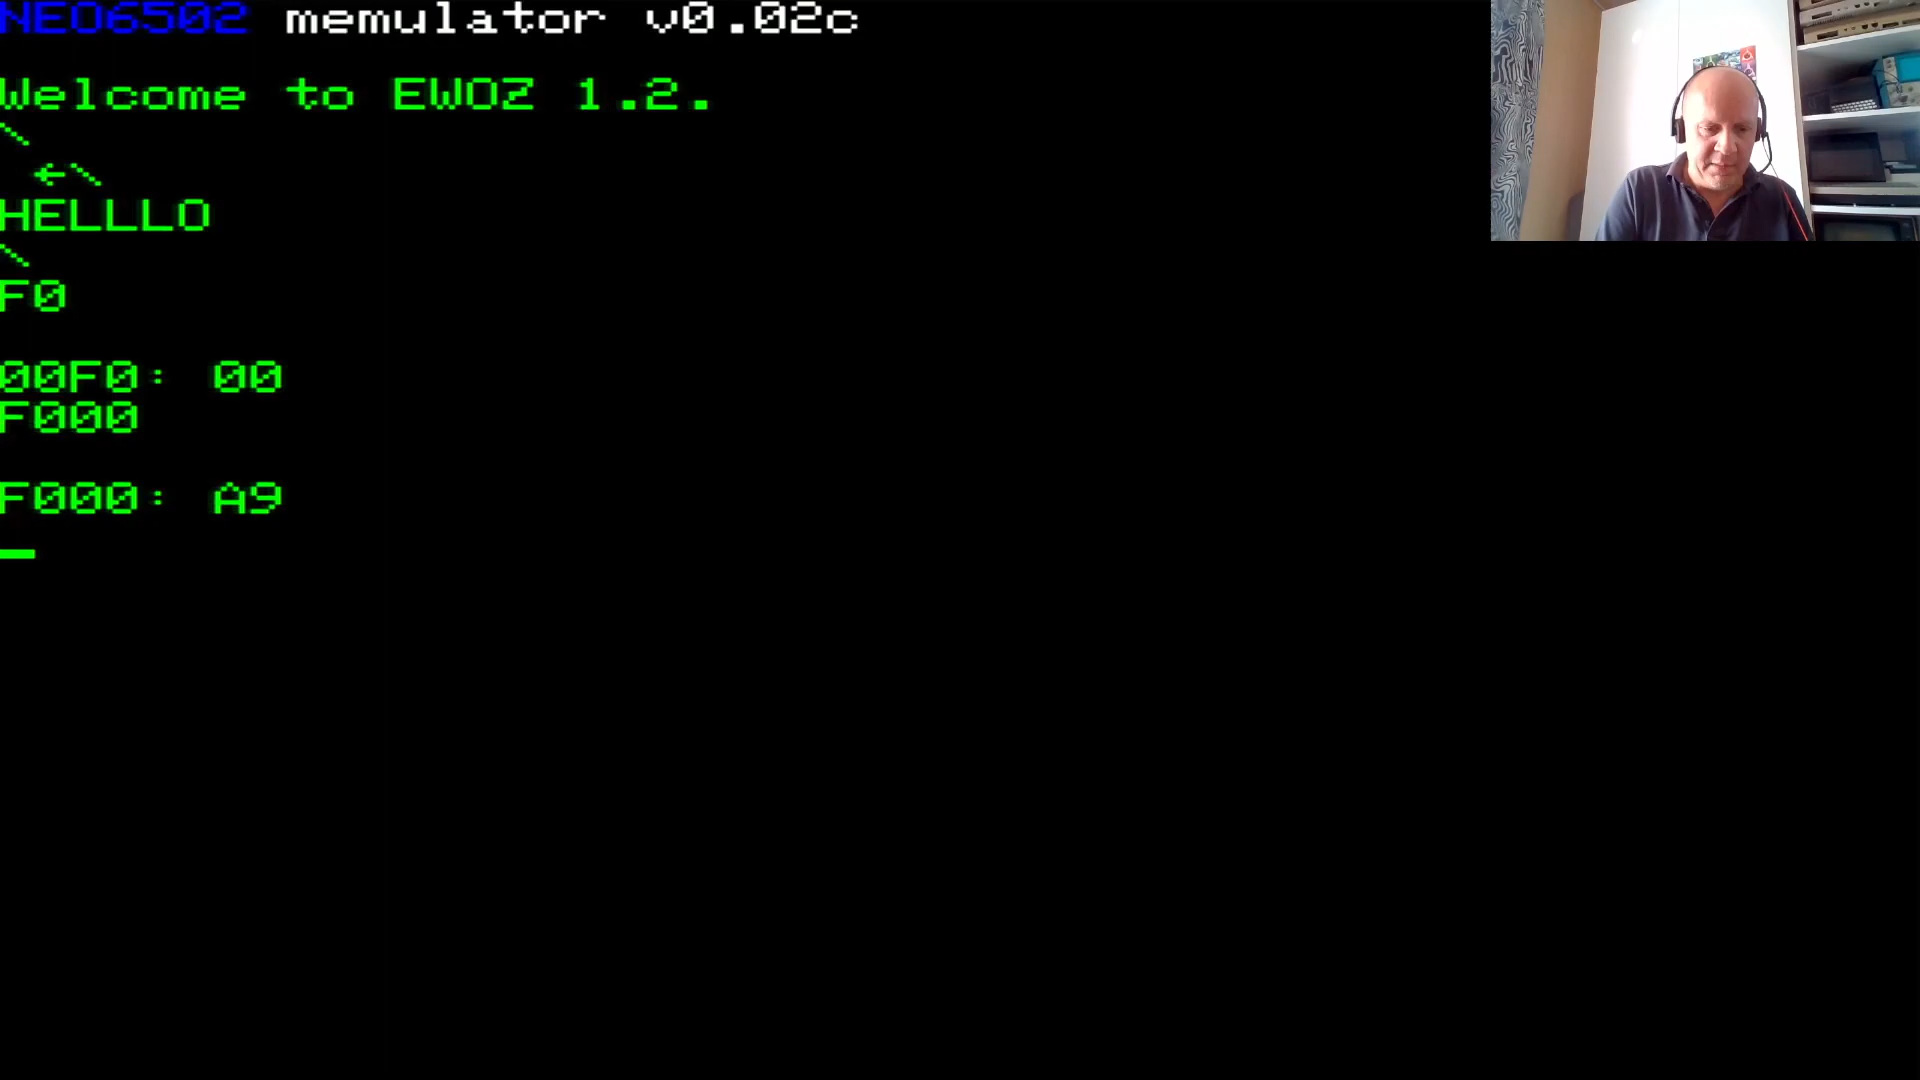 NEO6502 memulator v0.02c
Welcome to EWOZ 1.2.
\
←\
HELLLO
\
F0
00F0: 00
F000
F000: A9